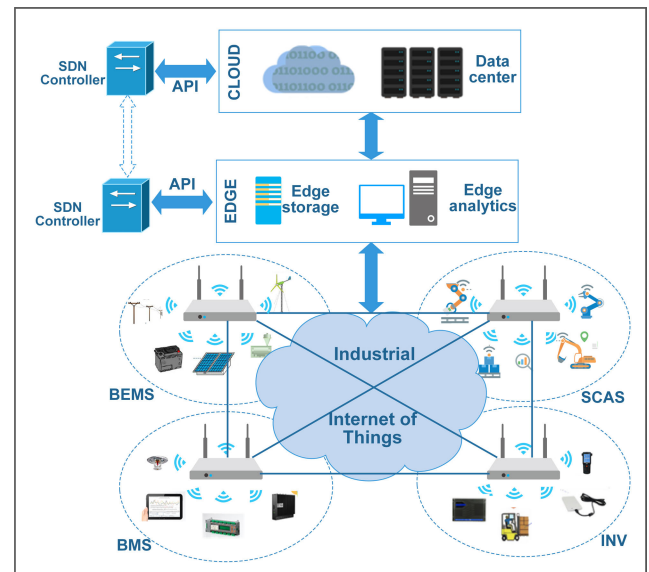 SDN
Controller
API
CLOUD
Data
center
SDN
Controller
API
EDGE
Edge
storage
Edge
analytics
Industrial
Internet of
Things
BEMS
SCAS
BMS
INV